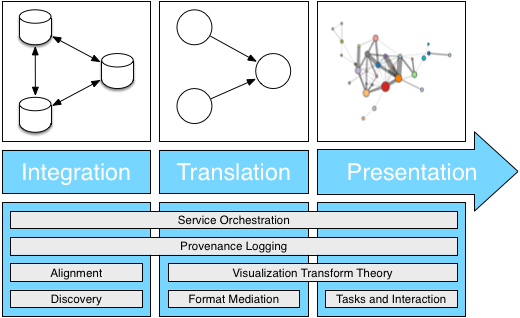 Integration
Translation
Presentation
Service Orchestration
Provenance Logging
Alignment
Visualization Transform Theory
Discovery
Format Mediation
Tasks and Interaction